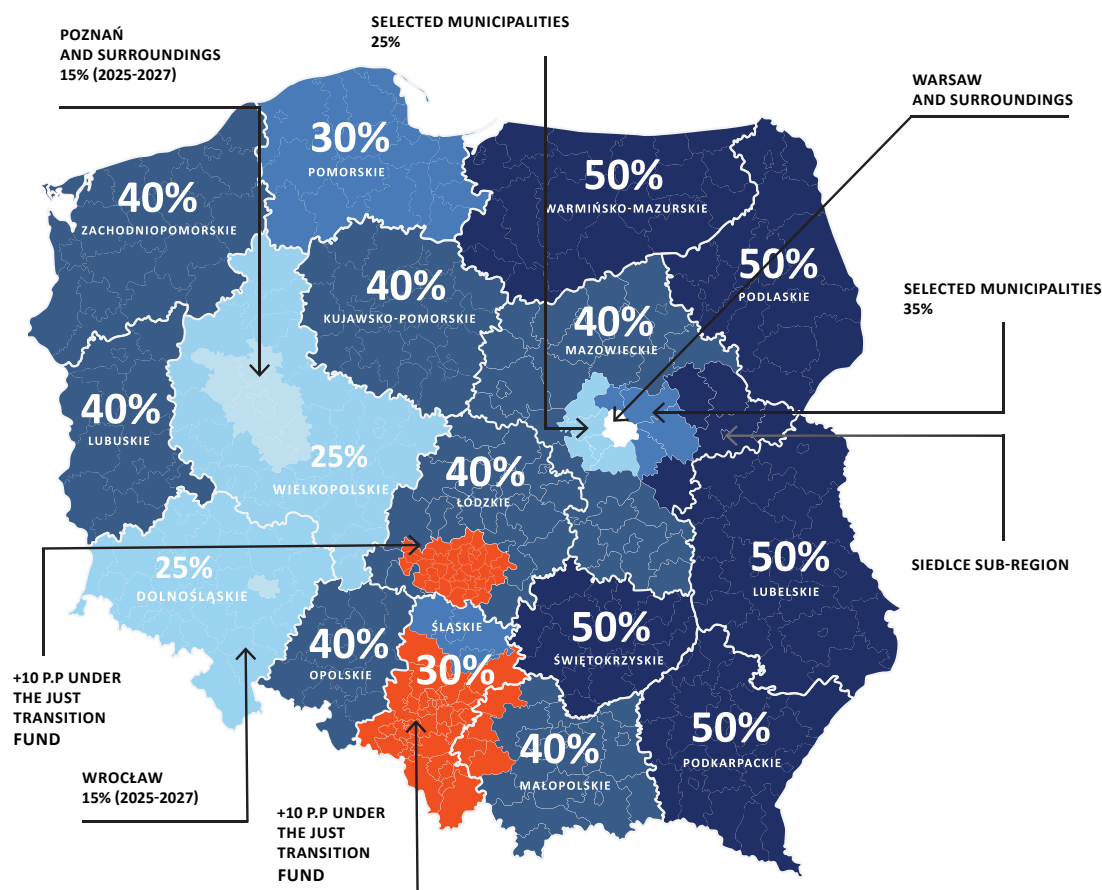 SELECTED MUNICIPALITIES
25%
POZNAŃ
AND SURROUNDINGS
15% (2025-2027)
WARSAW
AND SURROUNDINGS
30%
POMORSKIE
50%
WARMIŃSKO-MAZURSKIE
40%
ZACHODNIOPOMORSKIE
50%
PODLASKIE
40%
KUJAWSKO-POMORSKIE
SELECTED MUNICIPALITIES
35%
40%
MAZOWIECKIE
40%
LUBUSKIE
25%
WIELKOPOLSKIE
40%
ŁÓDZKIE
50%
LUBELSKIE
SIEDLCE SUB-REGION
25%
DOLNOŚLĄSKIE
ŚLĄSKIE
30%
50%
ŚWIĘTOKRZYSKIE
40%
OPOLSKIE
+10 P.P UNDER
THE JUST
TRANSITION
FUND
50%
PODKARPACKIE
40%
MAŁOPOLSKIE
WROCŁAW
15% (2025-2027)
+10 P.P UNDER
THE JUST
TRANSITION
FUND